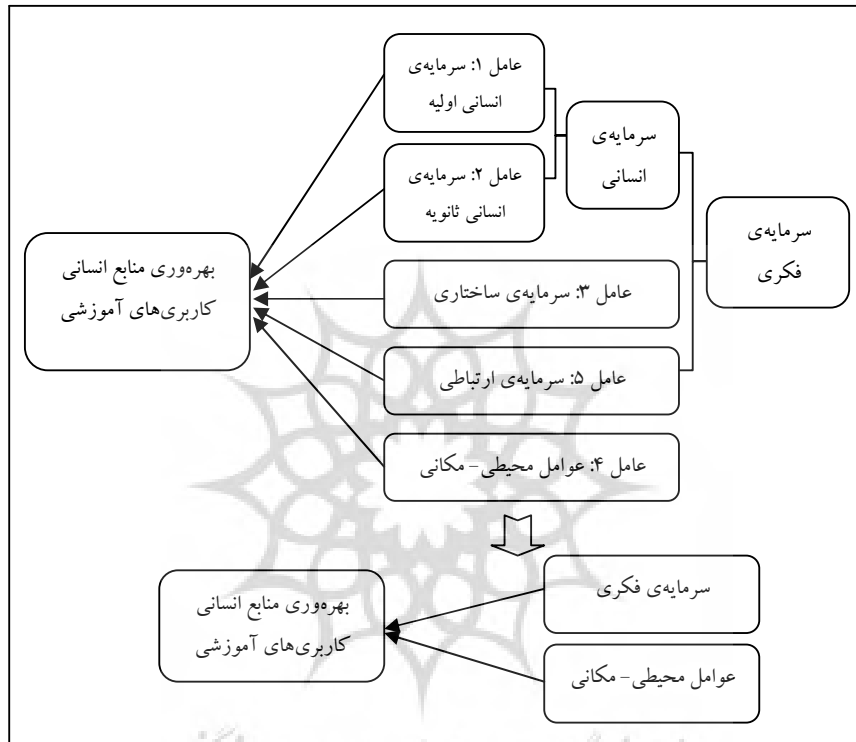 عامل ۱: سرمایه‌ی
انسانی اولیه
عامل ۲: سرمایه‌ی
انسانی ثانویه
سرمایه‌ی
انسانی
سرمایه‌ی
فکری
بهره‌وری منابع انسانی
کاربری‌های آموزشی
عامل ۳: سرمایه‌ی ساختاری
عامل ۵: سرمایه‌ی ارتباطی
عامل ۴: عوامل محیطی- مکانی
سرمایه‌ی فکری
بهره‌وری منابع انسانی
کاربری‌های آموزشی
عوامل محیطی- مکانی